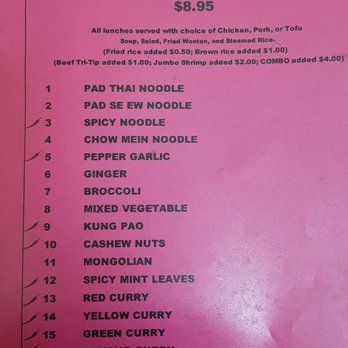 $8.95
All lunches served with choice of Chicken, Pork, or Tofu
Soup, Salad, Fried Wonton, and Steamed Rice.
(Fried rice added $0.50; Brown rice added $1.00)
(Beef Tri-Tip added $1.00; Jumbo Shrimp added $2.00; COMBO added $4.00)
1 PAD THAI NOODLE
2 PAD SE EW NOODLE
3 SPICY NOODLE
4 CHOW MEIN NOODLE
5 PEPPER GARLIC
6 GINGER
7 BROCCOLI
8 MIXED VEGETABLE
9 KUNG PAO
10 CASHEW NUTS
11 MONGOLIAN
12 SPICY MINT LEAVES
13 RED CURRY
14 YELLOW CURRY
15 GREEN CURRY
CURRY